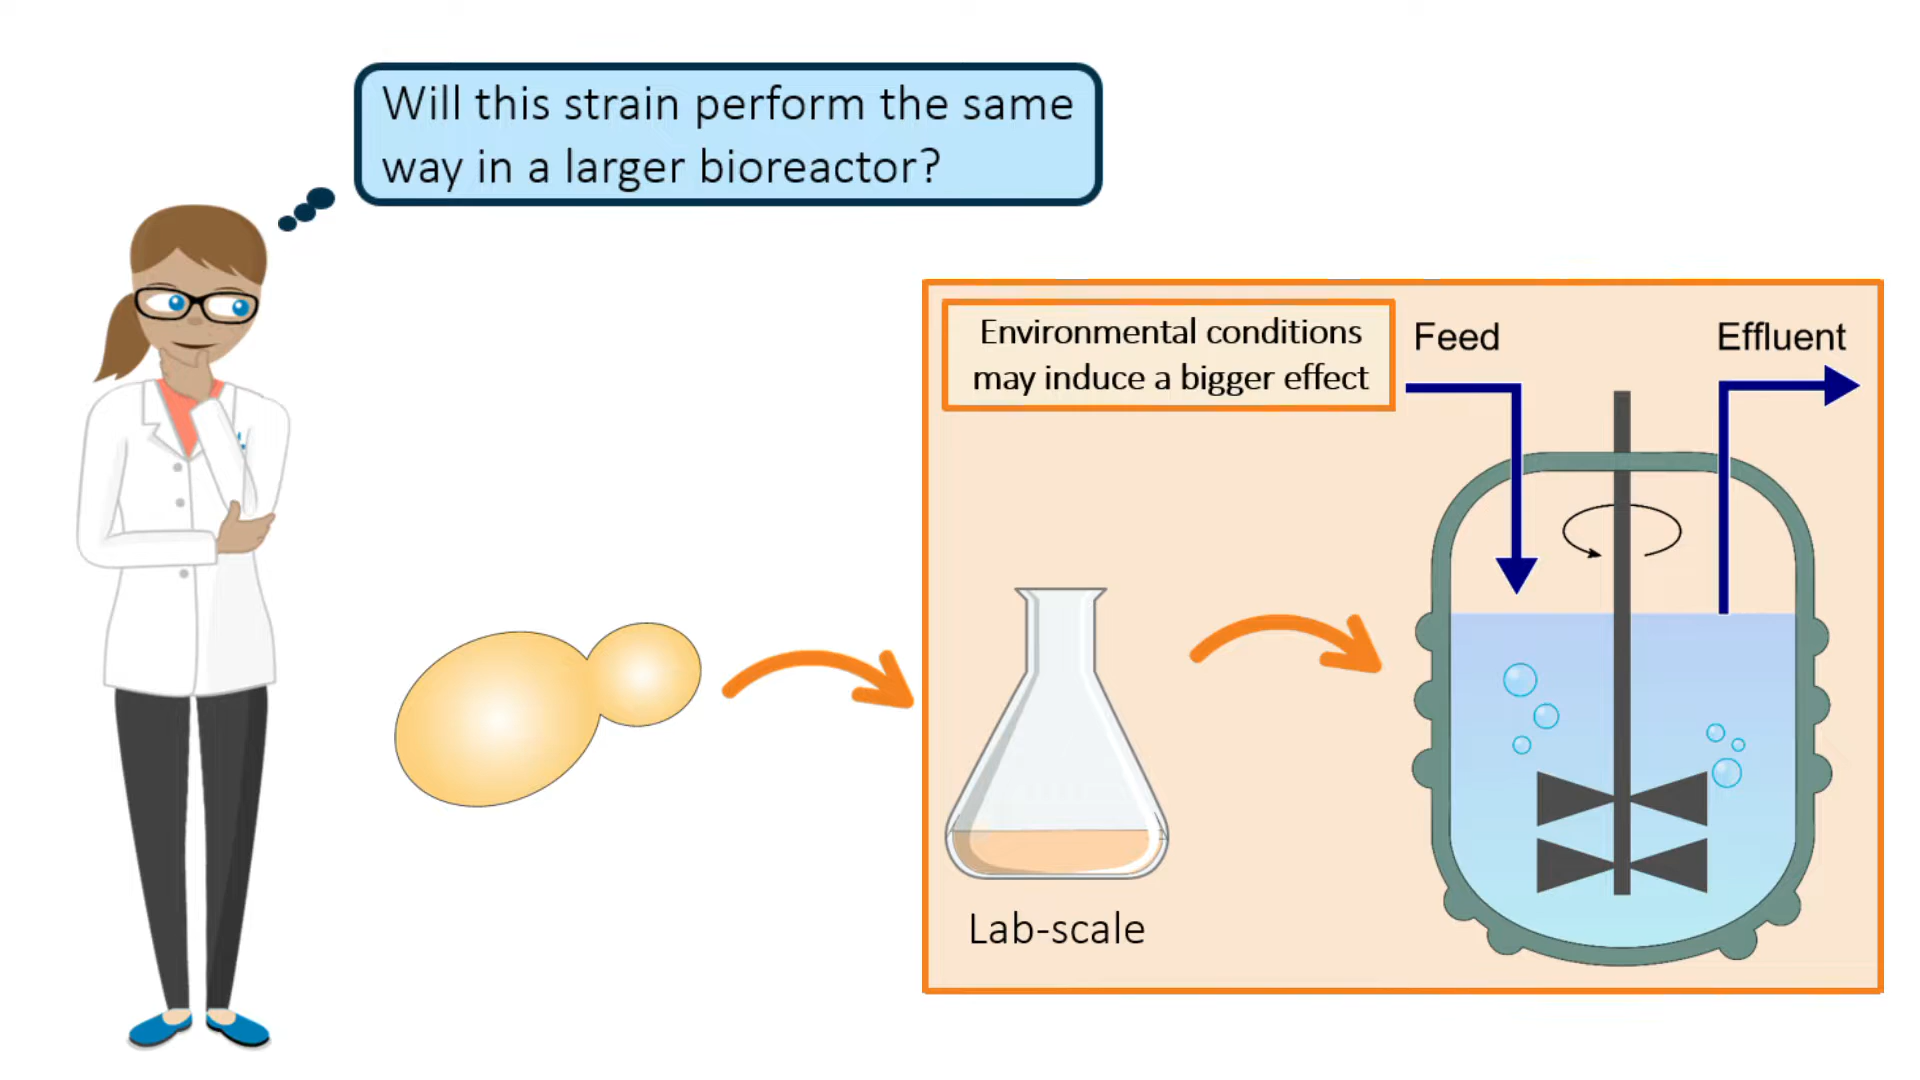 Will this strain perform the same
way in a larger bioreactor?
Environmental conditions
may induce a bigger effect
Feed
Effluent
Lab-scale